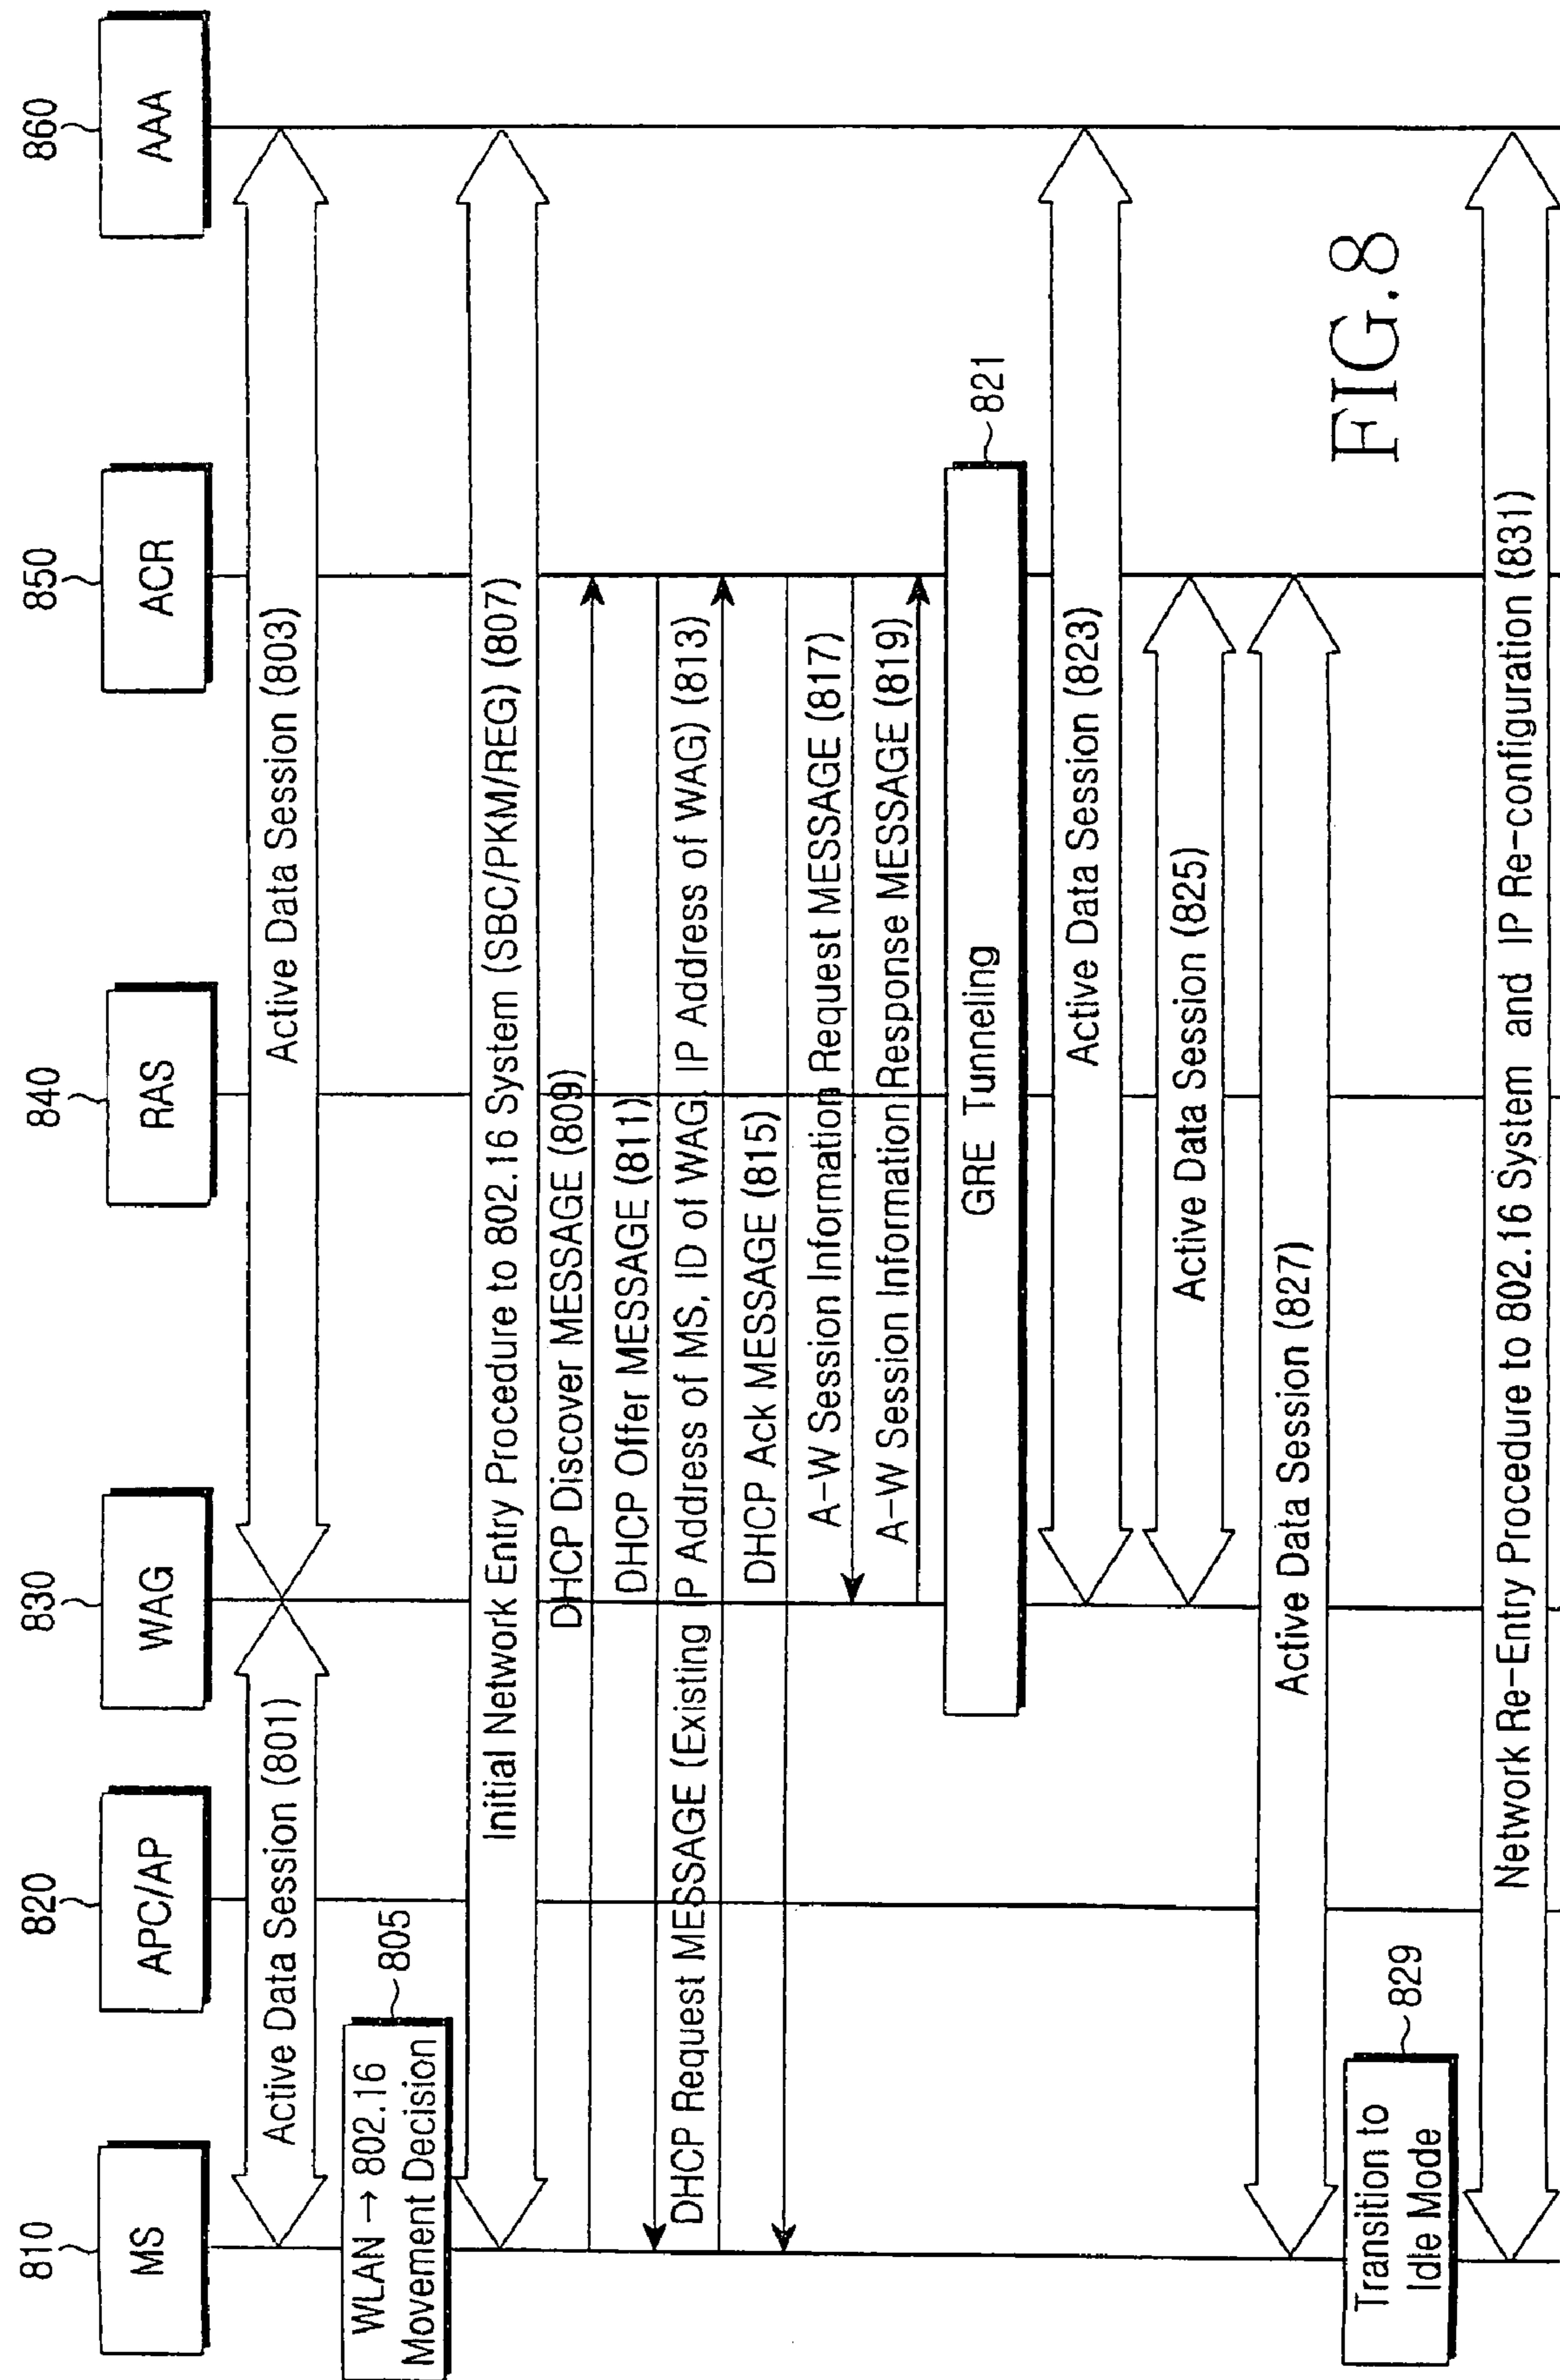 810
820
830
840
850
860
MS
APC/AP
WAG
RAS
ACR
AAA
Active Data Session (801)
Active Data Session (803)
WLAN → 802.16
Movement Decision
805
Initial Network Entry Procedure to 802.16 System (SBC/PKM/REG) (807)
DHCP Discover MESSAGE (809)
DHCP Offer MESSAGE (811)
DHCP Request MESSAGE (Existing IP Address of MS, ID of WAG, IP Address of WAG) (813)
DHCP Ack MESSAGE (815)
A-W Session Information Request MESSAGE (817)
A-W Session Information Response MESSAGE (819)
GRE Tunneling
821
Active Data Session (823)
Active Data Session (825)
Active Data Session (827)
Transition to
Idle Mode
829
Network Re-Entry Procedure to 802.16 System and IP Re-configuration (831)
FIG.8